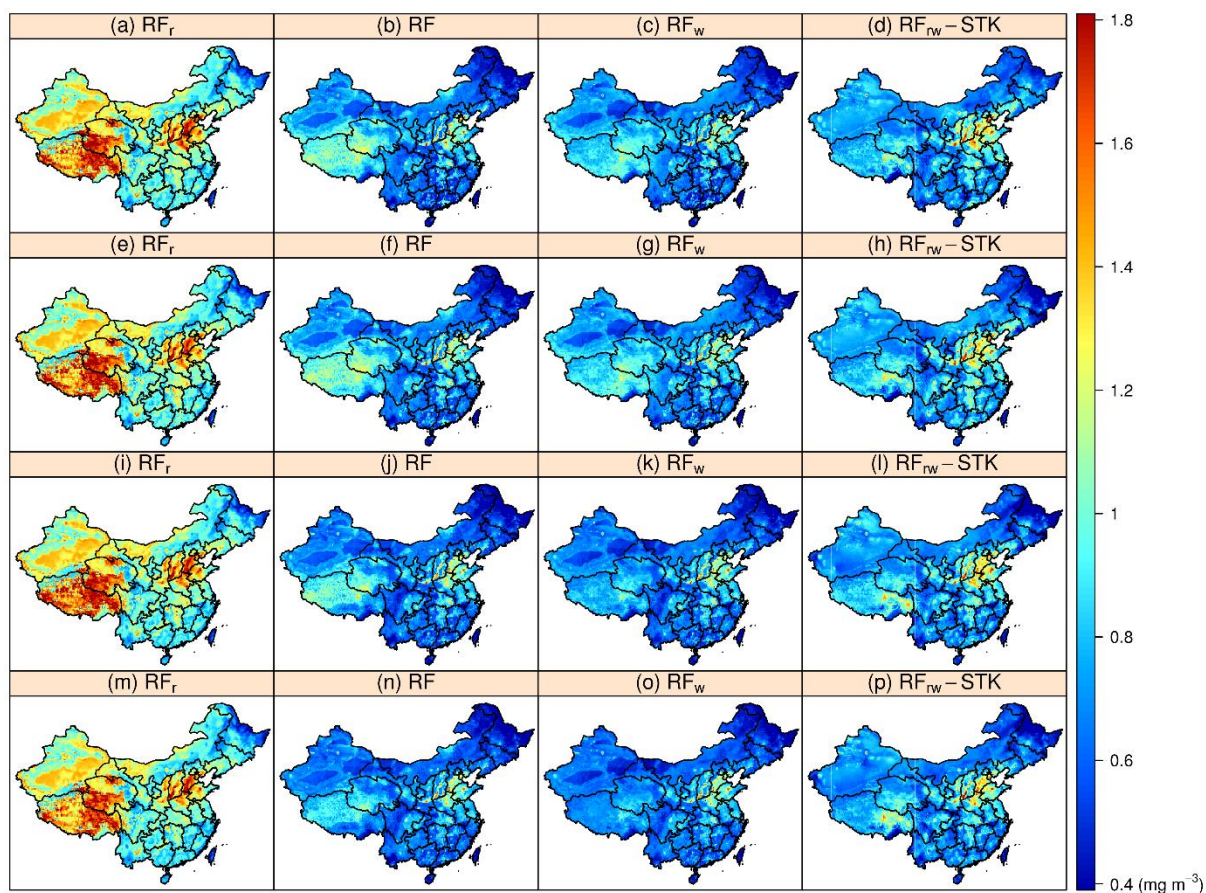 (a) RFr (b) RF (c) RFw (d) RFrw − STK
(e) RFr (f) RF (g) RFw (h) RFrw − STK
(i) RFr (j) RF (k) RFw (l) RFrw − STK
(m) RFr (n) RF (o) RFw (p) RFrw − STK
1.8
1.6
1.4
1.2
1
0.8
0.6
0.4 (mg m−3)